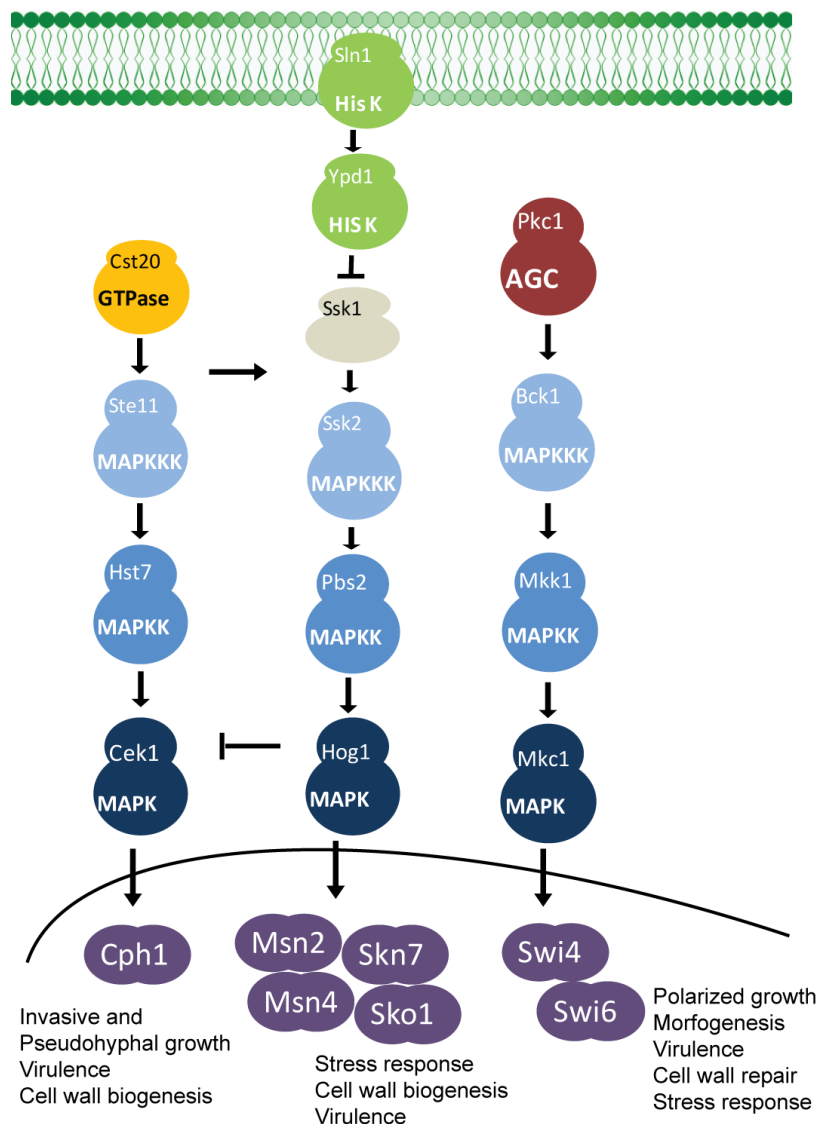 Sln1
His K
Ypd1
HIS K
Pkc1
AGC
Cst20
GTPase
Ssk1
Ste11
MAPKKK
Ssk2
MAPKKK
Bck1
MAPKKK
Hst7
MAPKK
Pbs2
MAPKK
Mkk1
MAPKK
Cek1
MAPK
Hog1
MAPK
Mkc1
MAPK
Cph1
Msn2
Skn7
Msn4
Sko1
Swi4
Swi6
Invasive and
Pseudohyphal growth
Virulence
Cell wall biogenesis
Stress response
Cell wall biogenesis
Virulence
Polarized growth
Morfogenesis
Virulence
Cell wall repair
Stress response